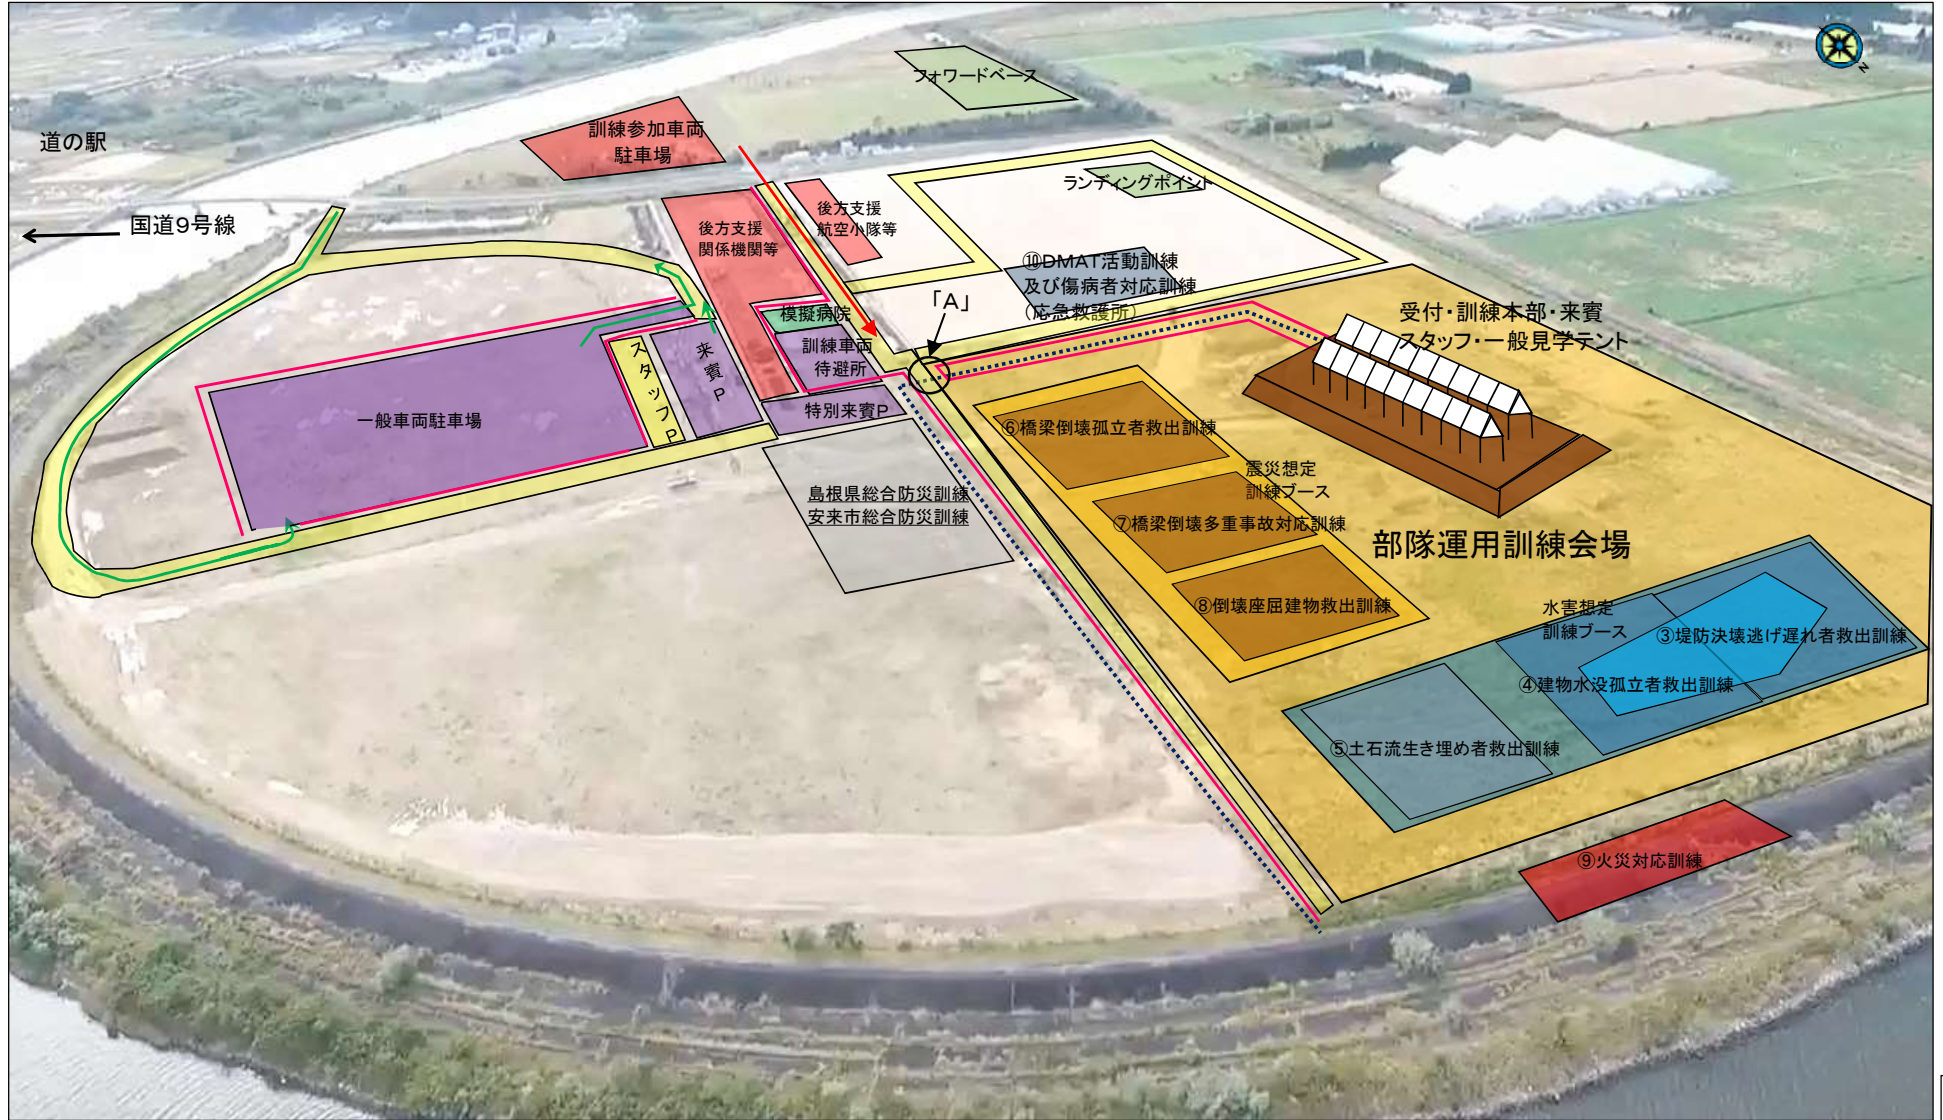 フォワードベース
N
訓練参加車両
駐車場
道の駅
国道9号線
ランディングポイント
後方支援
航空小隊等
後方支援
関係機関等
⑩DMAT活動訓練
及び傷病者対応訓練
(応急救護所)
「A」
模擬病院
訓練車両
待避所
受付・訓練本部・来賓
スタッフ・一般見学テント
スタッフP
来賓P
特別来賓P
一般車両駐車場
⑥橋梁倒壊孤立者救出訓練
震災想定
訓練ブース
島根県総合防災訓練
安来市総合防災訓練
⑦橋梁倒壊多重事故対応訓練
部隊運用訓練会場
⑧倒壊座屈建物救出訓練
水害想定
訓練ブース
③堤防決壊逃げ遅れ者救出訓練
④建物水没孤立者救出訓練
⑤土石流生き埋め者救出訓練
⑨火災対応訓練